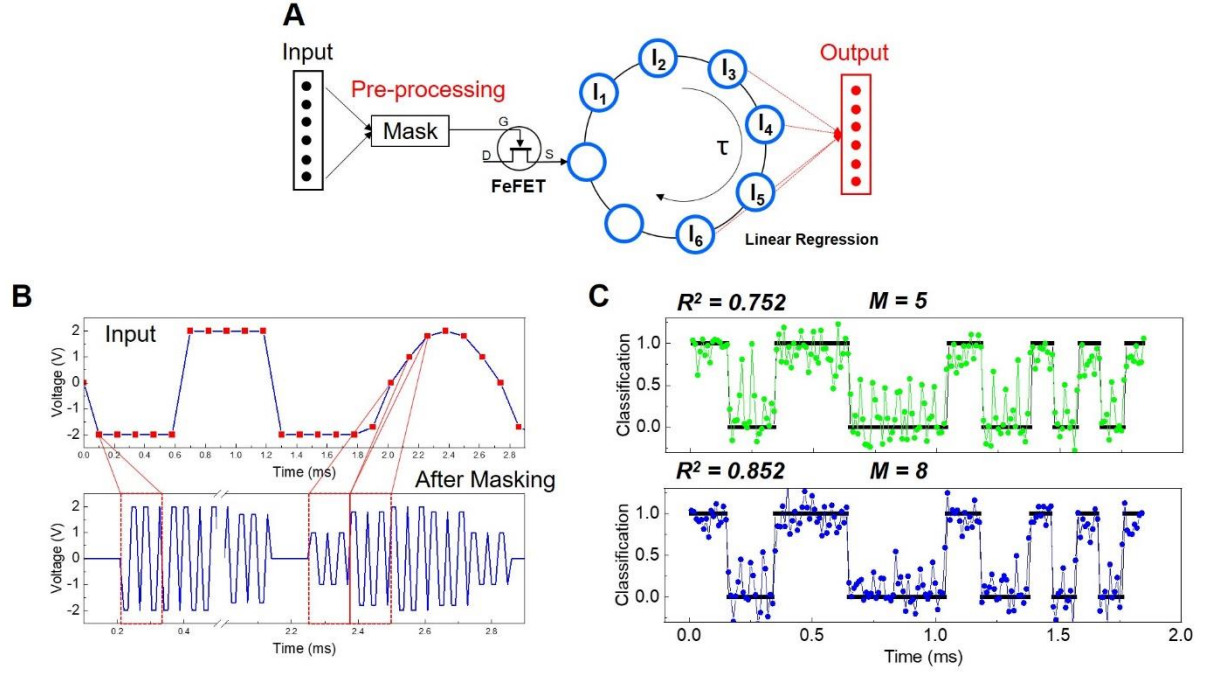 A
Input
Pre-processing
Mask
G
D
S
FeFET
I₁
I₂
I₃
I₄
I₅
I₆
τ
Output
Linear Regression
B
Input
Voltage (V)
2
1
0
-1
-2
0.0 0.2 0.4 0.6 0.8 1.0 1.2 1.4 1.6 1.8 2.0 2.2 2.4 2.6 2.8
Time (ms)
After Masking
Voltage (V)
2
1
0
-1
-2
0.2 0.4 2.2 2.4 2.6 2.8
Time (ms)
C
R² = 0.752 M = 5
Classification
1.0
0.5
0.0
R² = 0.852 M = 8
Classification
1.0
0.5
0.0
0.0 0.5 1.0 1.5 2.0
Time (ms)